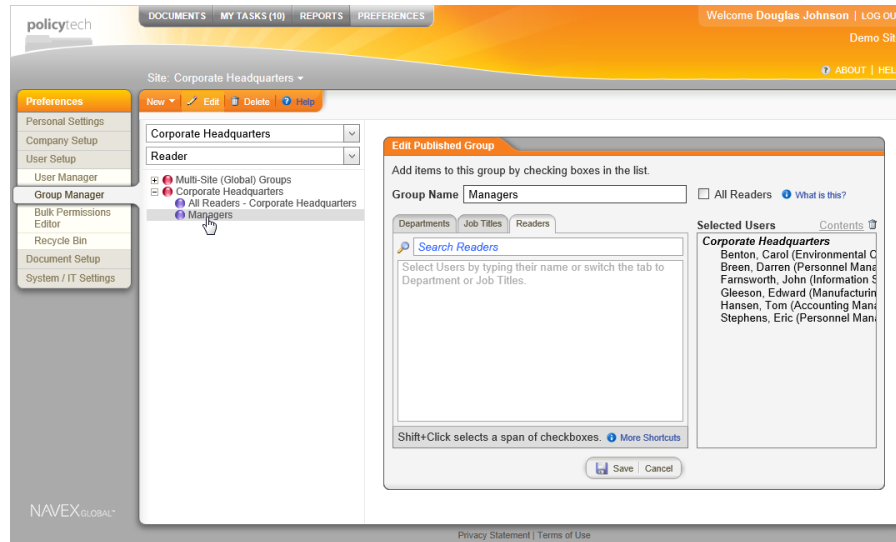 policytech
DOCUMENTS MY TASKS (10) REPORTS PREFERENCES
Welcome Douglas Johnson | LOG OU
Demo Sit
ABOUT | HEL
Site: Corporate Headquarters
Preferences
Personal Settings
Company Setup
User Setup
User Manager
Group Manager
Bulk Permissions
Editor
Recycle Bin
Document Setup
System / IT Settings
New Edit Delete Help
Corporate Headquarters
Reader
Multi-Site (Global) Groups
Corporate Headquarters
All Readers - Corporate Headquarters
Managers
Edit Published Group
Add items to this group by checking boxes in the list.
Group Name Managers
All Readers What is this?
Departments Job Titles Readers
Search Readers
Select Users by typing their name or switch the tab to
Department or Job Titles.
Shift+Click selects a span of checkboxes. More Shortcuts
Selected Users Contents
Corporate Headquarters
Benton, Carol (Environmental C
Breen, Darren (Personnel Mana
Farnsworth, John (Information S
Gleeson, Edward (Manufacturin
Hansen, Tom (Accounting Mana
Stephens, Eric (Personnel Mana
Save Cancel
NAVEX GLOBAL
Privacy Statement | Terms of Use